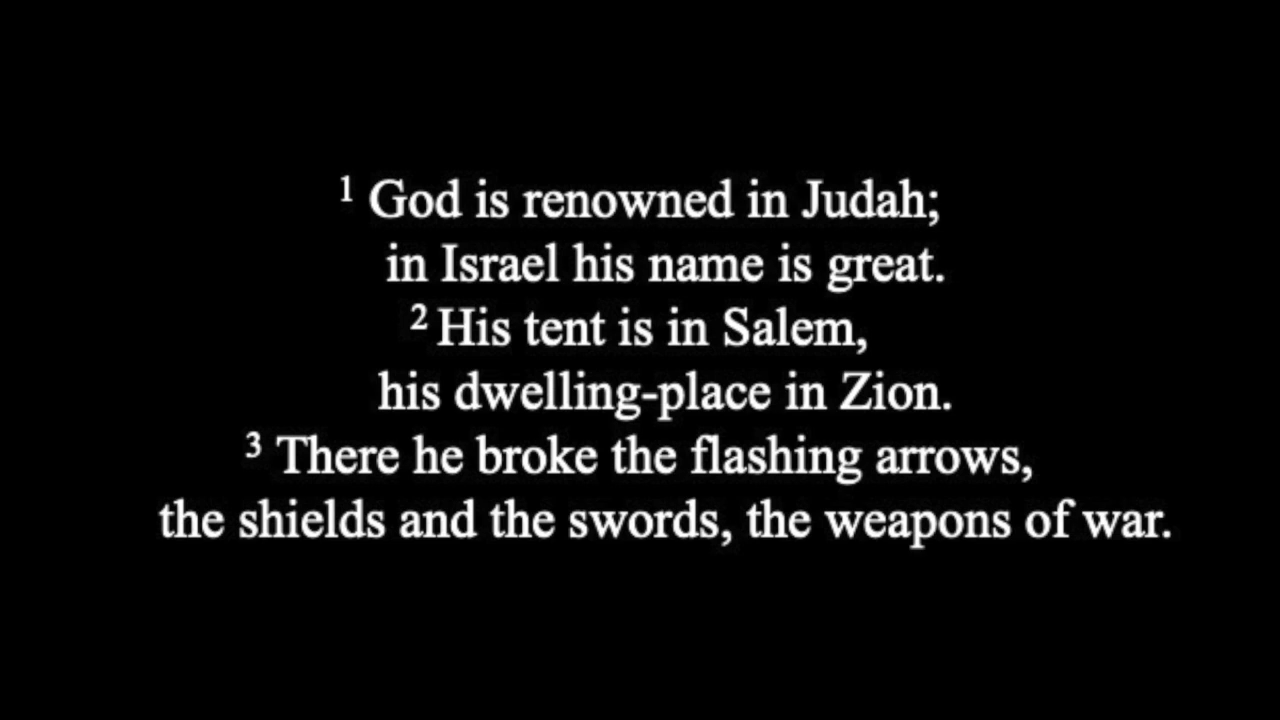 1 God is renowned in Judah;
in Israel his name is great.
2 His tent is in Salem,
his dwelling-place in Zion.
3 There he broke the flashing arrows,
the shields and the swords, the weapons of war.